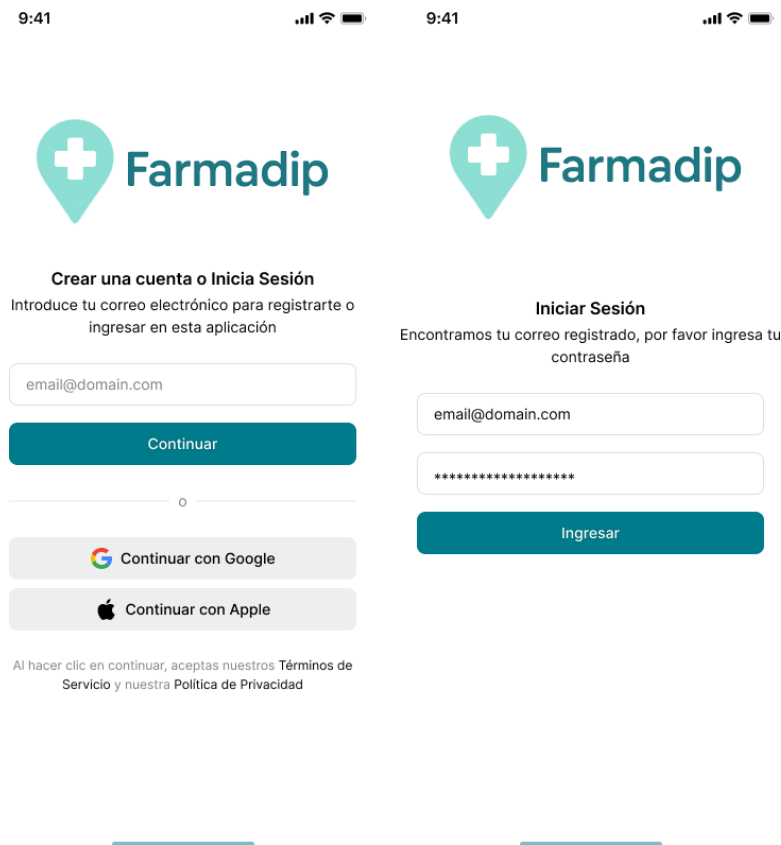 9:41
Farmadip
Crear una cuenta o Inicia Sesión
Introduce tu correo electrónico para registrarte o
ingresar en esta aplicación
email@domain.com
Continuar
o
Continuar con Google
Continuar con Apple
Al hacer clic en continuar, aceptas nuestros Términos de
Servicio y nuestra Política de Privacidad
9:41
Farmadip
Iniciar Sesión
Encontramos tu correo registrado, por favor ingresa tu
contraseña
email@domain.com
*******************
Ingresar